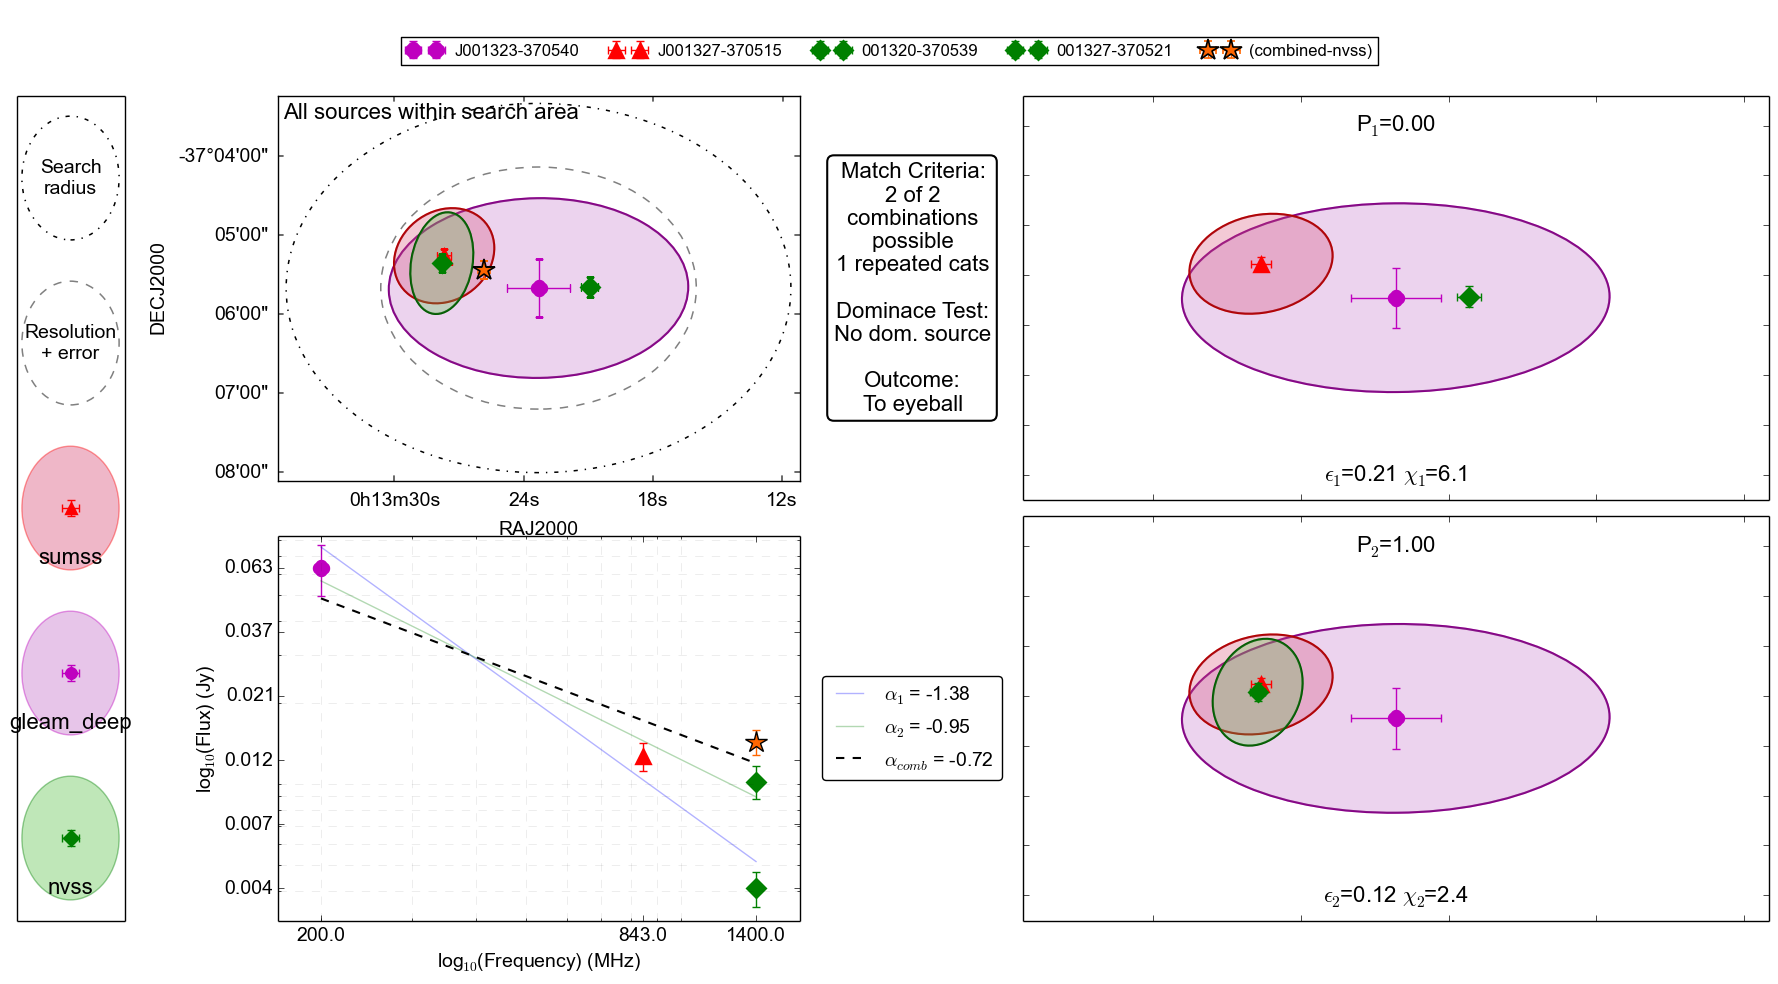 J001323-370540 J001327-370515 001320-370539 001327-370521 (combined-nvss)
Search
radius
Resolution
+ error
sumss
gleam_deep
nvss
All sources within search area
DECJ2000
-37°04'00"
05'00"
06'00"
07'00"
08'00"
0h13m30s 24s 18s 12s
RAJ2000
Match Criteria:
2 of 2
combinations
possible
1 repeated cats
Dominace Test:
No dom. source
Outcome:
To eyeball
P₁=0.00
ϵ₁=0.21 χ₁=6.1
log₁₀(Flux) (Jy)
0.063
0.037
0.021
0.012
0.007
0.004
200.0 843.0 1400.0
log₁₀(Frequency) (MHz)
α₁ = -1.38
α₂ = -0.95
α_comb = -0.72
P₂=1.00
ϵ₂=0.12 χ₂=2.4